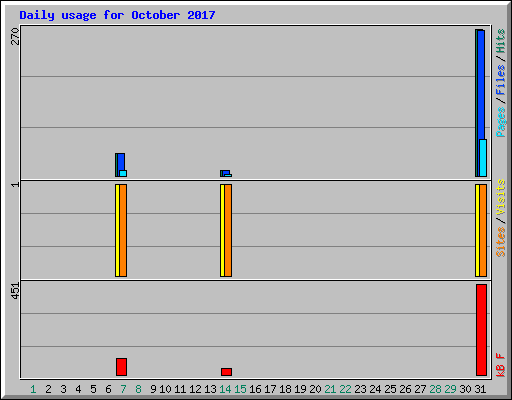 Daily usage for October 2017
270
Pages / Files / Hits
1
Sites / Visits
451
kB F
1 2 3 4 5 6 7 8 9 10 11 12 13 14 15 16 17 18 19 20 21 22 23 24 25 26 27 28 29 30 31